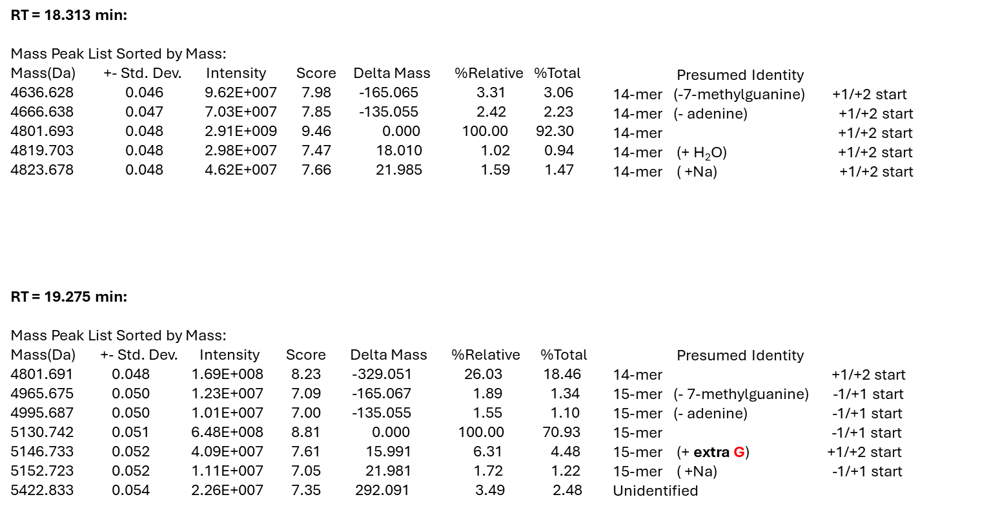 RT = 18.313 min:
Mass Peak List Sorted by Mass:
Mass(Da) +- Std. Dev. Intensity Score Delta Mass %Relative %Total Presumed Identity
4636.628 0.046 9.62E+007 7.98 -165.065 3.31 3.06 14-mer (-7-methylguanine) +1/+2 start
4666.638 0.047 7.03E+007 7.85 -135.055 2.42 2.23 14-mer (- adenine) +1/+2 start
4801.693 0.048 2.91E+009 9.46 0.000 100.00 92.30 14-mer +1/+2 start
4819.703 0.048 2.98E+007 7.47 18.010 1.02 0.94 14-mer (+ H₂O) +1/+2 start
4823.678 0.048 4.62E+007 7.66 21.985 1.59 1.47 14-mer ( +Na) +1/+2 start
RT = 19.275 min:
Mass Peak List Sorted by Mass:
Mass(Da) +- Std. Dev. Intensity Score Delta Mass %Relative %Total Presumed Identity
4801.691 0.048 1.69E+008 8.23 -329.051 26.03 18.46 14-mer +1/+2 start
4965.675 0.050 1.23E+007 7.09 -165.067 1.89 1.34 15-mer (- 7-methylguanine) -1/+1 start
4995.687 0.050 1.01E+007 7.00 -135.055 1.55 1.10 15-mer (- adenine) -1/+1 start
5130.742 0.051 6.48E+008 8.81 0.000 100.00 70.93 15-mer -1/+1 start
5146.733 0.052 4.09E+007 7.61 15.991 6.31 4.48 15-mer (+ extra G) +1/+2 start
5152.723 0.052 1.11E+007 7.05 21.981 1.72 1.22 15-mer ( +Na) -1/+1 start
5422.833 0.054 2.26E+007 7.35 292.091 3.49 2.48 Unidentified